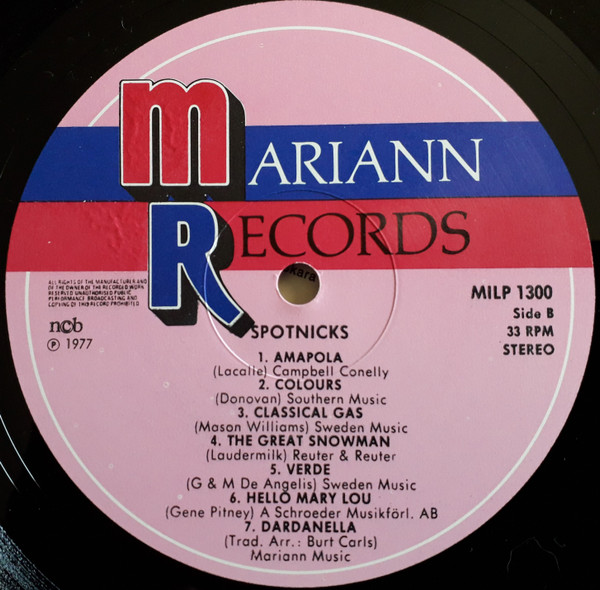 MARIANN
RECORDS
ALL RIGHTS OF THE MANUFACTURER AND
OF THE OWNER OF THE RECORDED WORK
RESERVED UNAUTHORISED PUBLIC
PERFORMANCE BROADCASTING AND
COPYING OF THIS RECORD PROHIBITED
ncb
Ⓟ 1977
MILP 1300
Side B
33 RPM
STEREO
SPOTNICKS
1. AMAPOLA
(Lacalle) Campbell Conelly
2. COLOURS
(Donovan) Southern Music
3. CLASSICAL GAS
(Mason Williams) Sweden Music
4. THE GREAT SNOWMAN
(Laudermilk) Reuter & Reuter
5. VERDE
(G & M De Angelis) Sweden Music
6. HELLO MARY LOU
(Gene Pitney) A Schroeder Musikförl. AB
7. DARDANELLA
(Trad. Arr.: Burt Carls)
Mariann Music